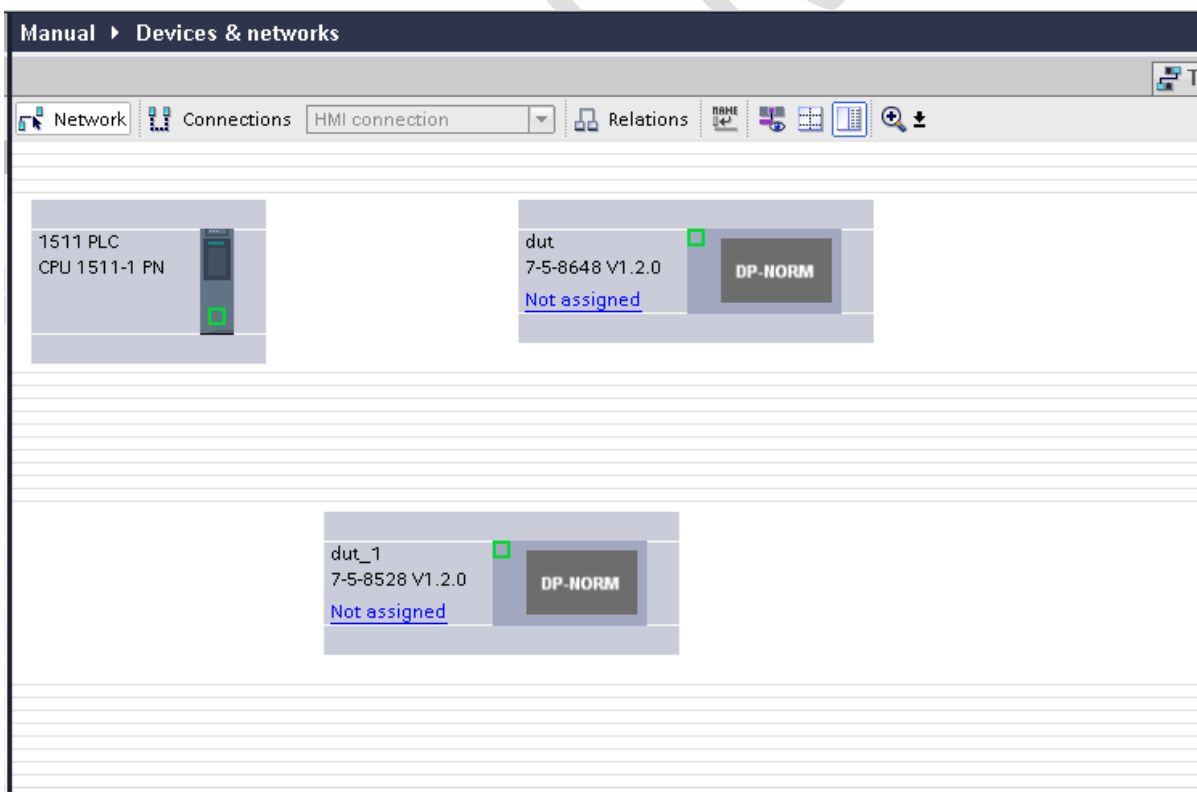 Manual ▸ Devices & networks
T
Network Connections HMI connection Relations NAME
1511 PLC
CPU 1511-1 PN
dut
7-5-8648 V1.2.0
Not assigned
DP-NORM
dut_1
7-5-8528 V1.2.0
Not assigned
DP-NORM